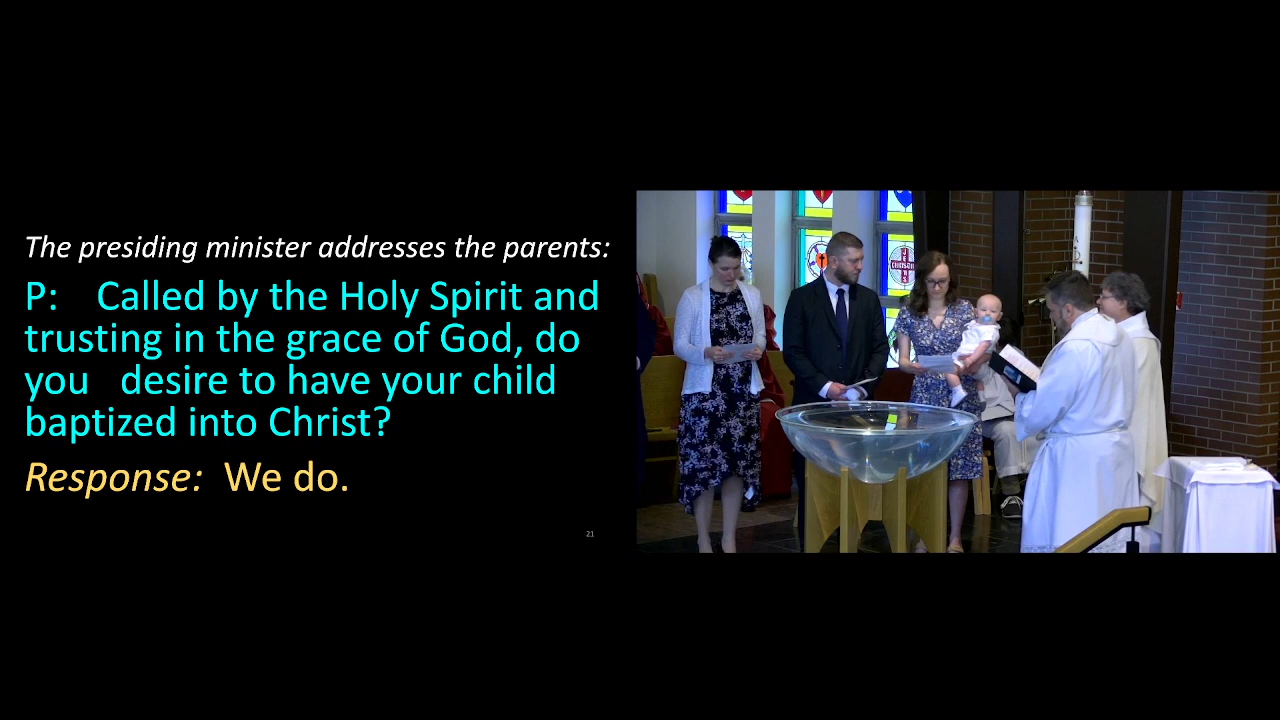 The presiding minister addresses the parents:
P: Called by the Holy Spirit and
trusting in the grace of God, do
you desire to have your child
baptized into Christ?
Response: We do.
21